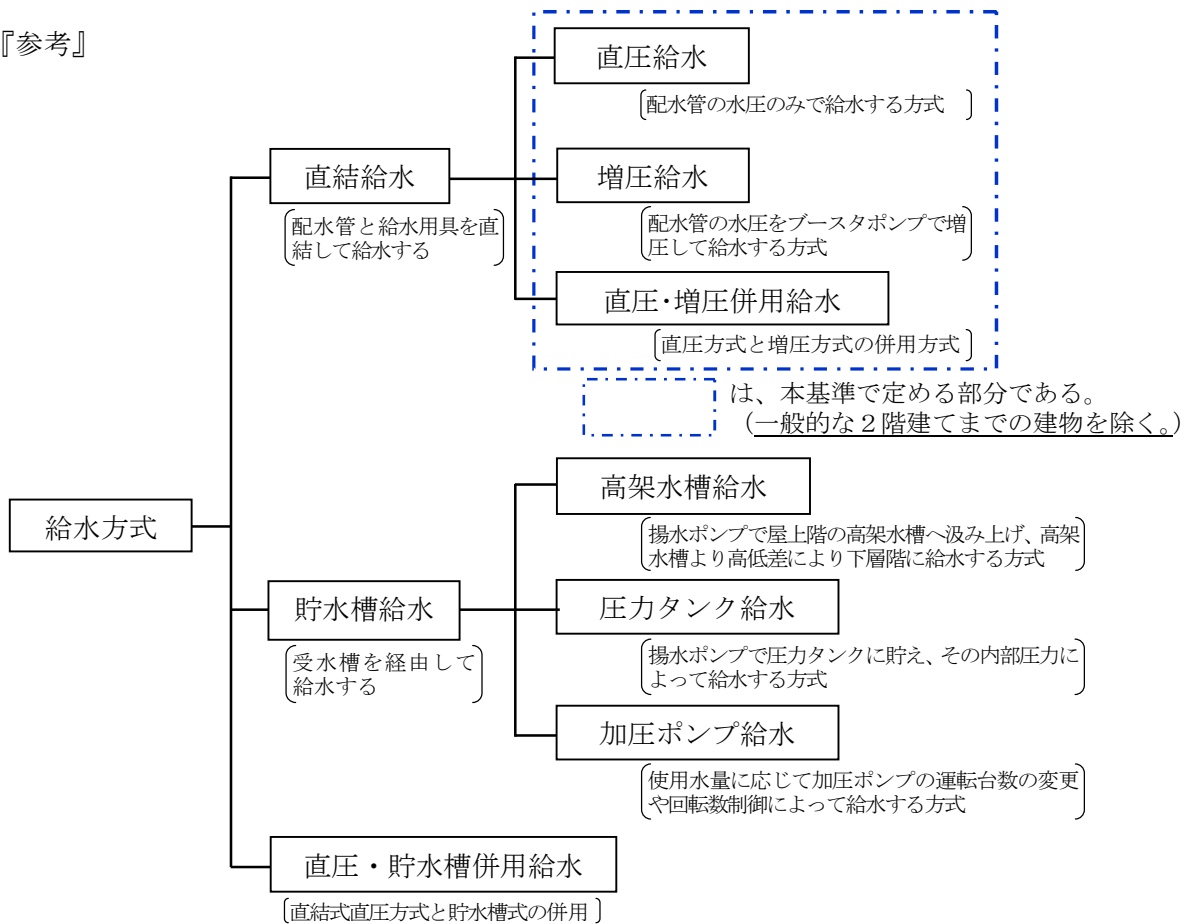 『参考』
直圧給水
配水管の水圧のみで給水する方式
直結給水
配水管と給水用具を直
結して給水する
増圧給水
配水管の水圧をブースタポンプで増
圧して給水する方式
直圧・増圧併用給水
直圧方式と増圧方式の併用方式
は、本基準で定める部分である。
(一般的な２階建てまでの建物を除く。)
給水方式
高架水槽給水
揚水ポンプで屋上階の高架水槽へ汲み上げ、高架
水槽より高低差により下層階に給水する方式
貯水槽給水
受水槽を経由して
給水する
圧力タンク給水
揚水ポンプで圧力タンクに貯え、その内部圧力に
よって給水する方式
加圧ポンプ給水
使用水量に応じて加圧ポンプの運転台数の変更
や回転数制御によって給水する方式
直圧・貯水槽併用給水
直結式直圧方式と貯水槽式の併用